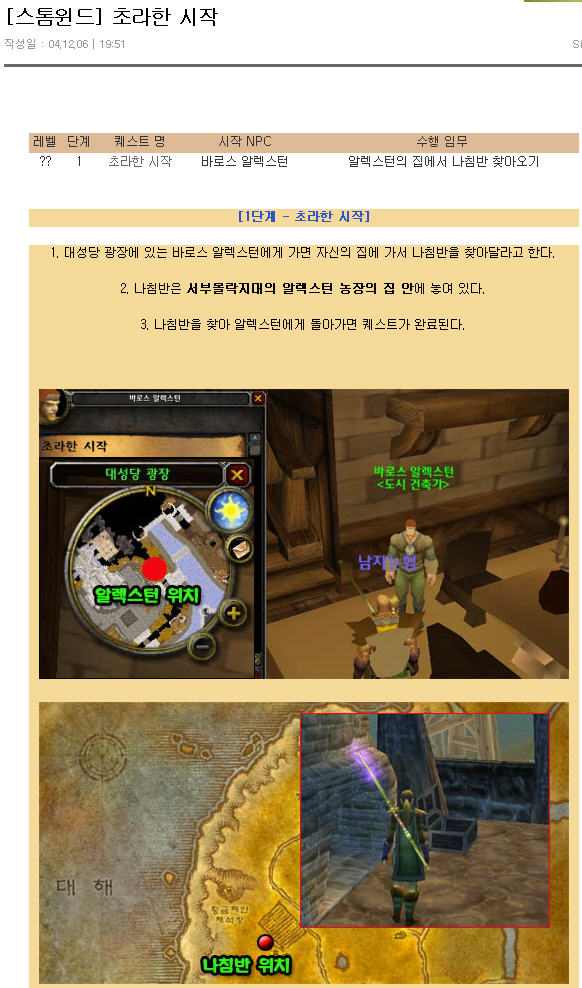 [스톰윈드] 초라한 시작
작성일 : 04,12,06 | 19:51
Si
레벨 단계 퀘스트 명 시작 NPC 수행 임무
?? 1 초라한 시작 바로스 알렉스턴 알렉스턴의 집에서 나침반 찾아오기
[1단계 - 초라한 시작]
1. 대성당 광장에 있는 바로스 알렉스턴에게 가면 자신의 집에 가서 나침반을 찾아달라고 한다.
2. 나침반은 서부몰락지대의 알렉스턴 농장의 집 안에 놓여 있다.
3. 나침반을 찾아 알렉스턴에게 돌아가면 퀘스트가 완료된다.
바로스 알렉스턴
초라한 시작
대성당 광장
N
알렉스턴 위치
바로스 알렉스턴
<도시 건축가>
대 해
황금해안
채석장
나침반 위치